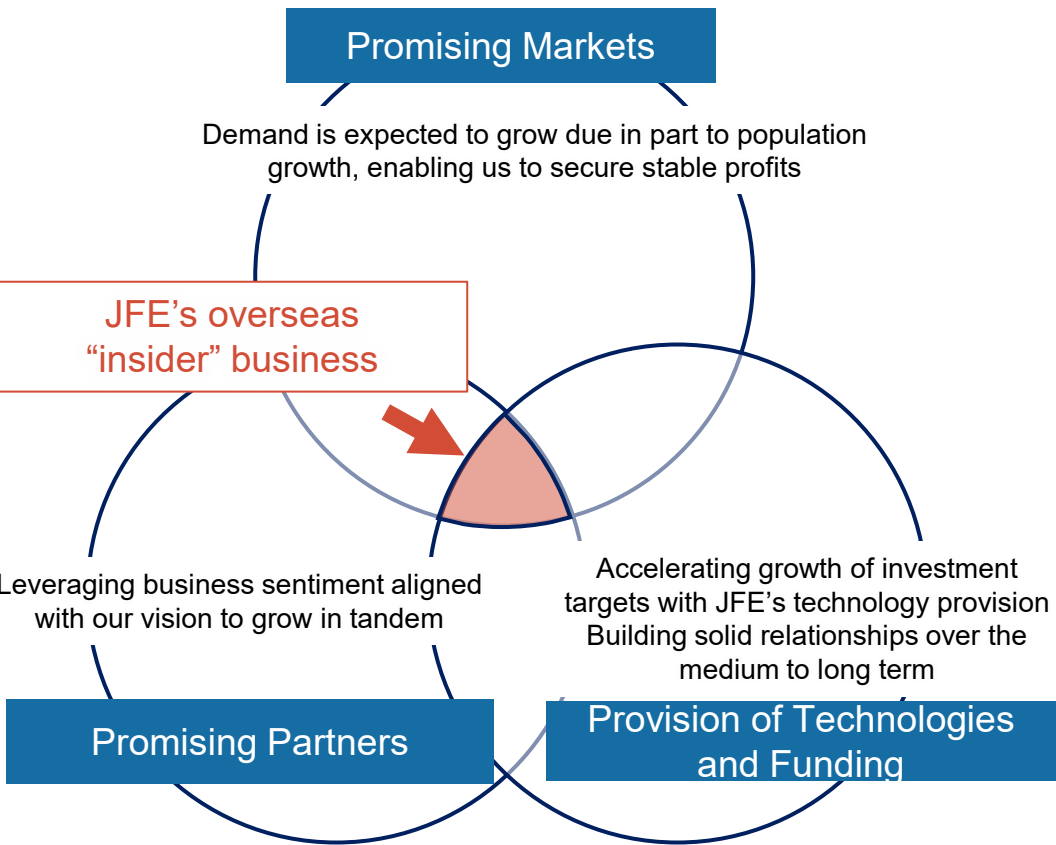 Promising Markets
Demand is expected to grow due in part to population
growth, enabling us to secure stable profits
JFE’s overseas
“insider” business
Leveraging business sentiment aligned
with our vision to grow in tandem
Accelerating growth of investment
targets with JFE’s technology provision
Building solid relationships over the
medium to long term
Promising Partners
Provision of Technologies
and Funding